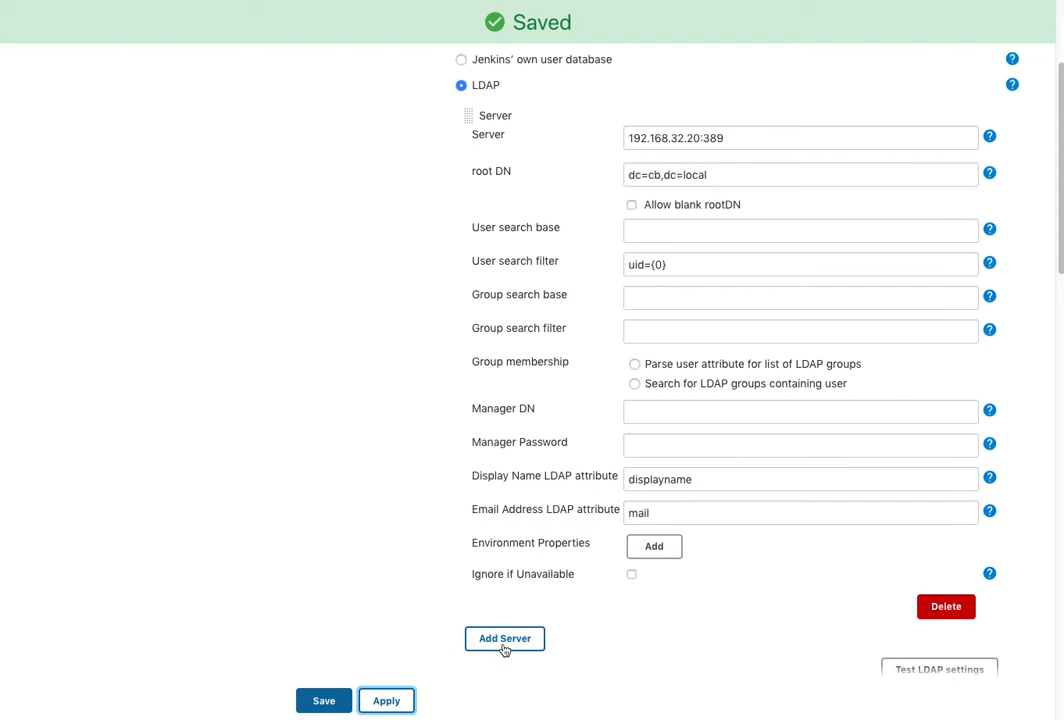 Saved
Jenkins' own user database
LDAP
Server
Server
192.168.32.20:389
root DN
dc=cb,dc=local
Allow blank rootDN
User search base
User search filter
uid={0}
Group search base
Group search filter
Group membership
Parse user attribute for list of LDAP groups
Search for LDAP groups containing user
Manager DN
Manager Password
Display Name LDAP attribute
displayname
Email Address LDAP attribute
mail
Environment Properties
Add
Ignore if Unavailable
Delete
Add Server
Test LDAP settings
Save
Apply